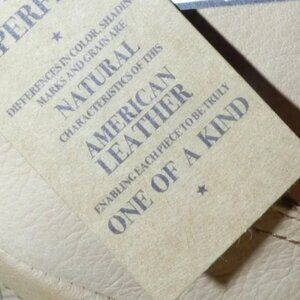 DIFFERENCES IN COLOR, SHADING
MARKS AND GRAIN ARE
NATURAL
CHARACTERISTICS OF THIS
AMERICAN
LEATHER
ENABLING EACH PIECE TO BE TRULY
ONE OF A KIND